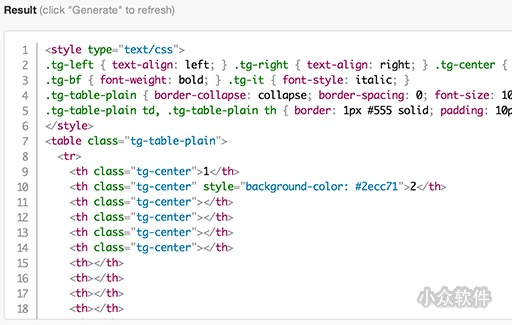 Result (click "Generate" to refresh)
1 <style type="text/css">
2 .tg-left { text-align: left; } .tg-right { text-align: right; } .tg-center {
3 .tg-bf { font-weight: bold; } .tg-it { font-style: italic; }
4 .tg-table-plain { border-collapse: collapse; border-spacing: 0; font-size: 10
5 .tg-table-plain td, .tg-table-plain th { border: 1px #555 solid; padding: 10p
6 </style>
7 <table class="tg-table-plain">
8 <tr>
9 <th class="tg-center">1</th>
10 <th class="tg-center" style="background-color: #2ecc71">2</th>
11 <th class="tg-center"></th>
12 <th class="tg-center"></th>
13 <th class="tg-center"></th>
14 <th class="tg-center"></th>
15 <th></th>
16 <th></th>
17 <th></th>
18 <th></th>
小众软件